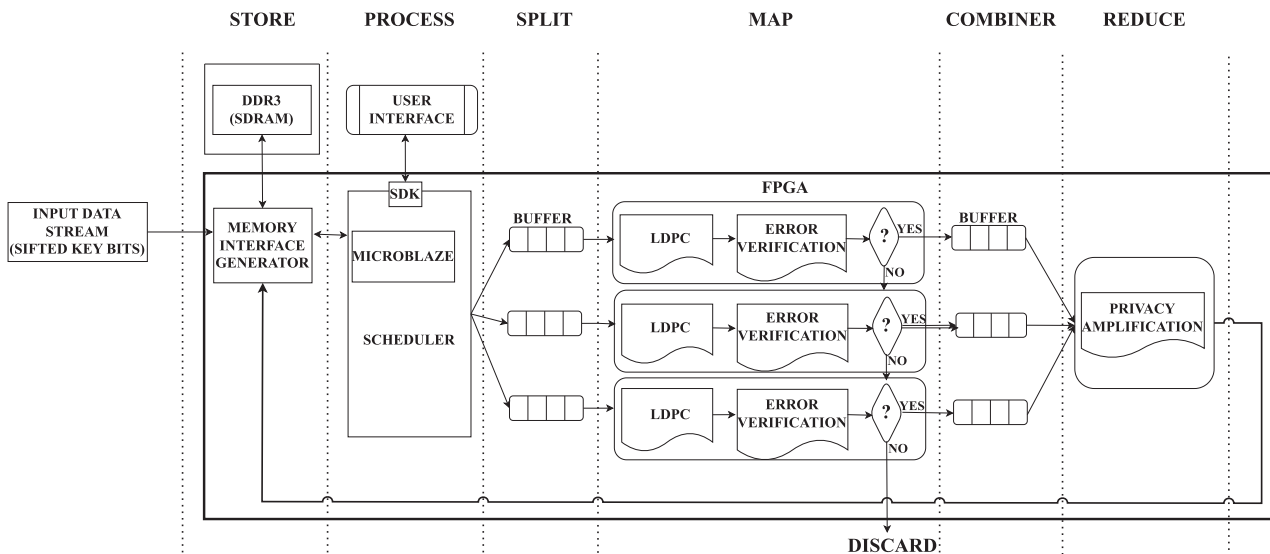 STORE
PROCESS
SPLIT
MAP
COMBINER
REDUCE
DDR3
(SDRAM)
USER
INTERFACE
FPGA
SDK
INPUT DATA
STREAM
(SIFTED KEY BITS)
MEMORY
INTERFACE
GENERATOR
MICROBLAZE
SCHEDULER
BUFFER
LDPC
ERROR
VERIFICATION
?
YES
NO
BUFFER
LDPC
ERROR
VERIFICATION
?
YES
NO
LDPC
ERROR
VERIFICATION
?
YES
NO
PRIVACY
AMPLIFICATION
DISCARD